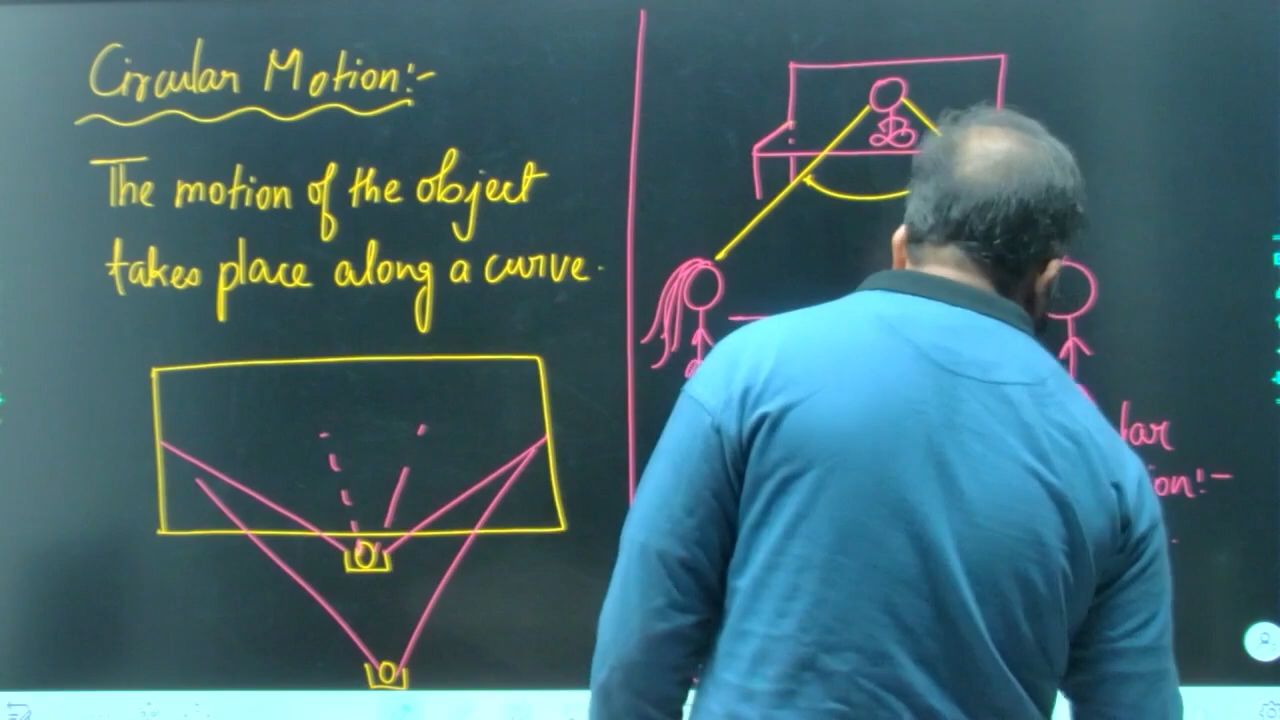 Circular Motion:-
The motion of the object
takes place along a curve.